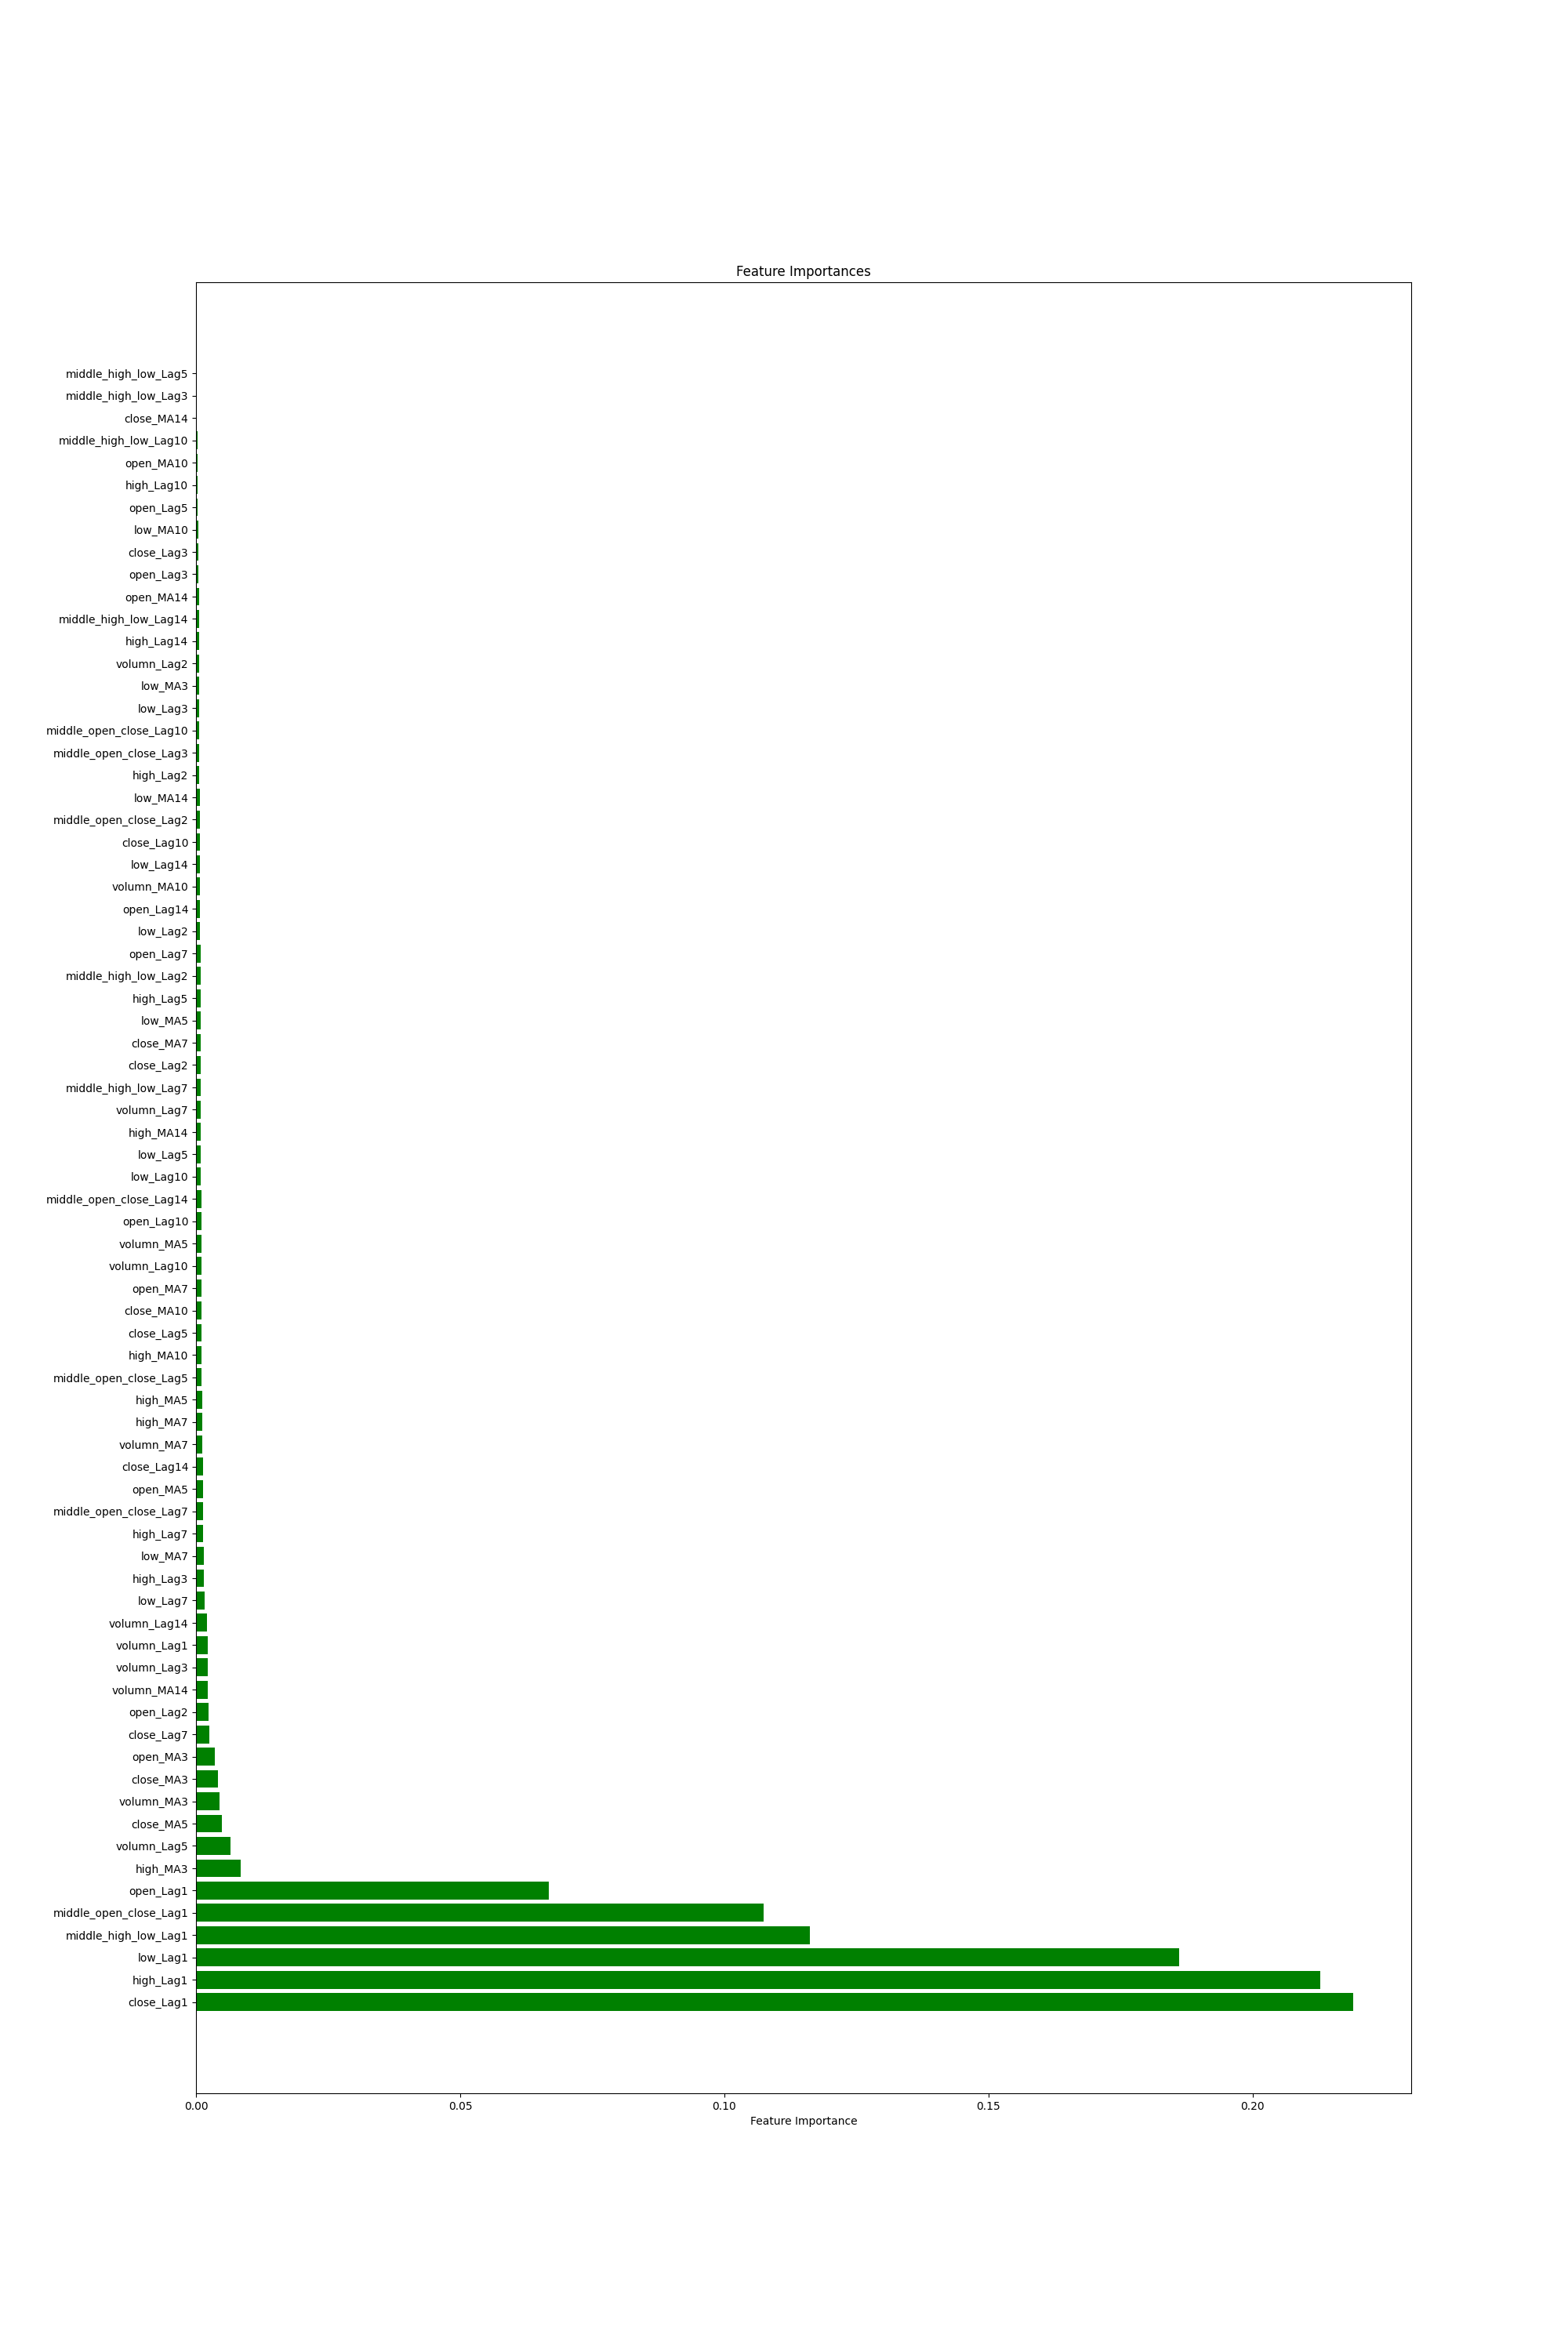 Feature Importances
middle_high_low_Lag5
middle_high_low_Lag3
close_MA14
middle_high_low_Lag10
open_MA10
high_Lag10
open_Lag5
low_MA10
close_Lag3
open_Lag3
open_MA14
middle_high_low_Lag14
high_Lag14
volumn_Lag2
low_MA3
low_Lag3
middle_open_close_Lag10
middle_open_close_Lag3
high_Lag2
low_MA14
middle_open_close_Lag2
close_Lag10
low_Lag14
volumn_MA10
open_Lag14
low_Lag2
open_Lag7
middle_high_low_Lag2
high_Lag5
low_MA5
close_MA7
close_Lag2
middle_high_low_Lag7
volumn_Lag7
high_MA14
low_Lag5
low_Lag10
middle_open_close_Lag14
open_Lag10
volumn_MA5
volumn_Lag10
open_MA7
close_MA10
close_Lag5
high_MA10
middle_open_close_Lag5
high_MA5
high_MA7
volumn_MA7
close_Lag14
open_MA5
middle_open_close_Lag7
high_Lag7
low_MA7
high_Lag3
low_Lag7
volumn_Lag14
volumn_Lag1
volumn_Lag3
volumn_MA14
open_Lag2
close_Lag7
open_MA3
close_MA3
volumn_MA3
close_MA5
volumn_Lag5
high_MA3
open_Lag1
middle_open_close_Lag1
middle_high_low_Lag1
low_Lag1
high_Lag1
close_Lag1
0.00 0.05 0.10 0.15 0.20
Feature Importance